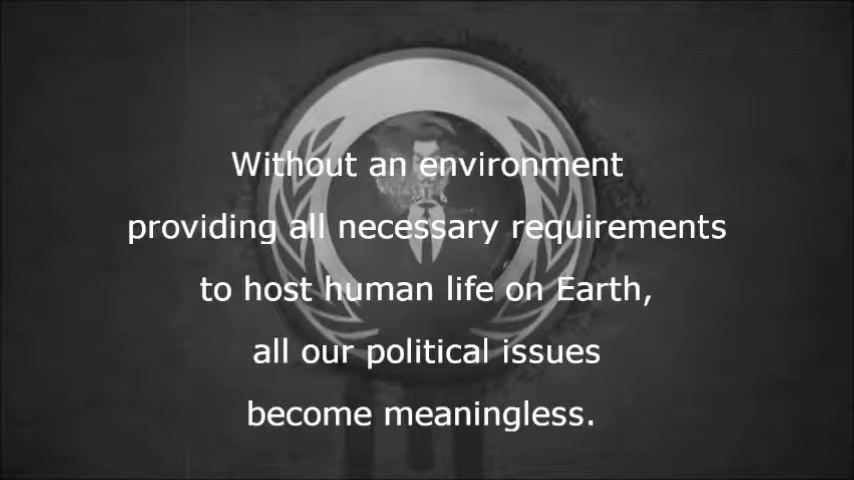 Without an environment
providing all necessary requirements
to host human life on Earth,
all our political issues
become meaningless.